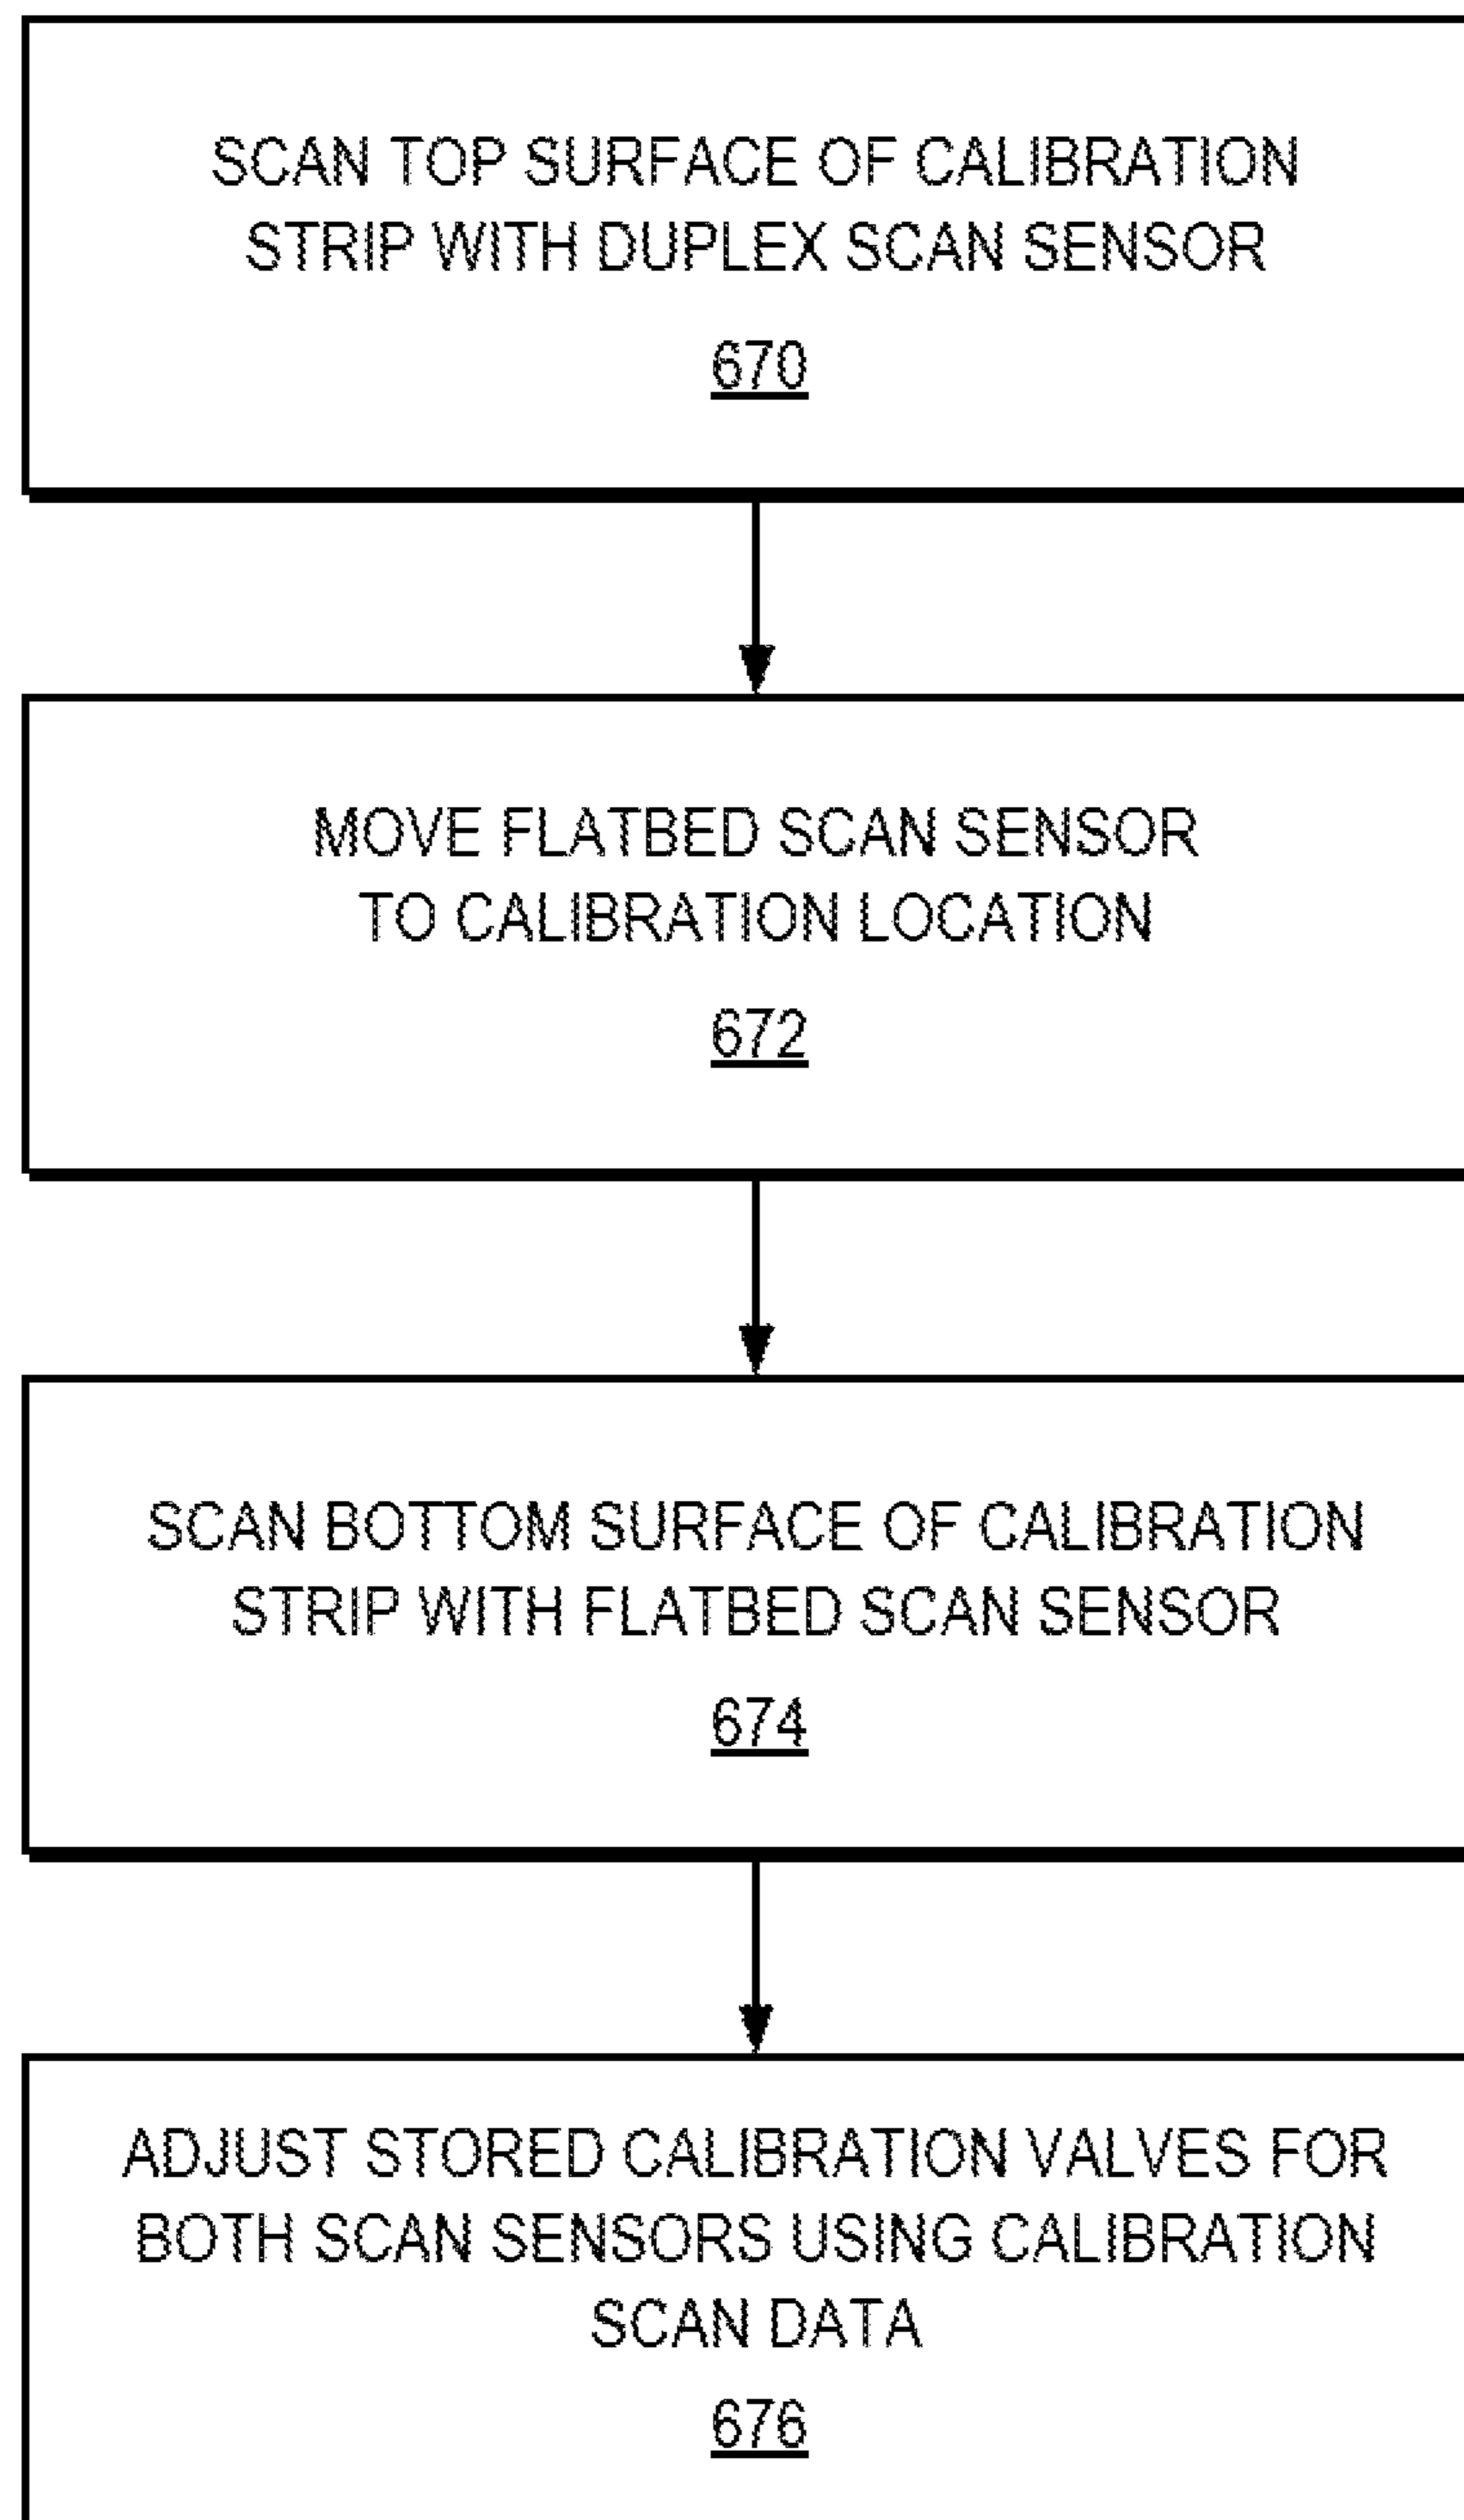 SCAN TOP SURFACE OF CALIBRATION
STRIP WITH DUPLEX SCAN SENSOR
670
MOVE FLATBED SCAN SENSOR
TO CALIBRATION LOCATION
672
SCAN BOTTOM SURFACE OF CALIBRATION
STRIP WITH FLATBED SCAN SENSOR
674
ADJUST STORED CALIBRATION VALVES FOR
BOTH SCAN SENSORS USING CALIBRATION
SCAN DATA
676